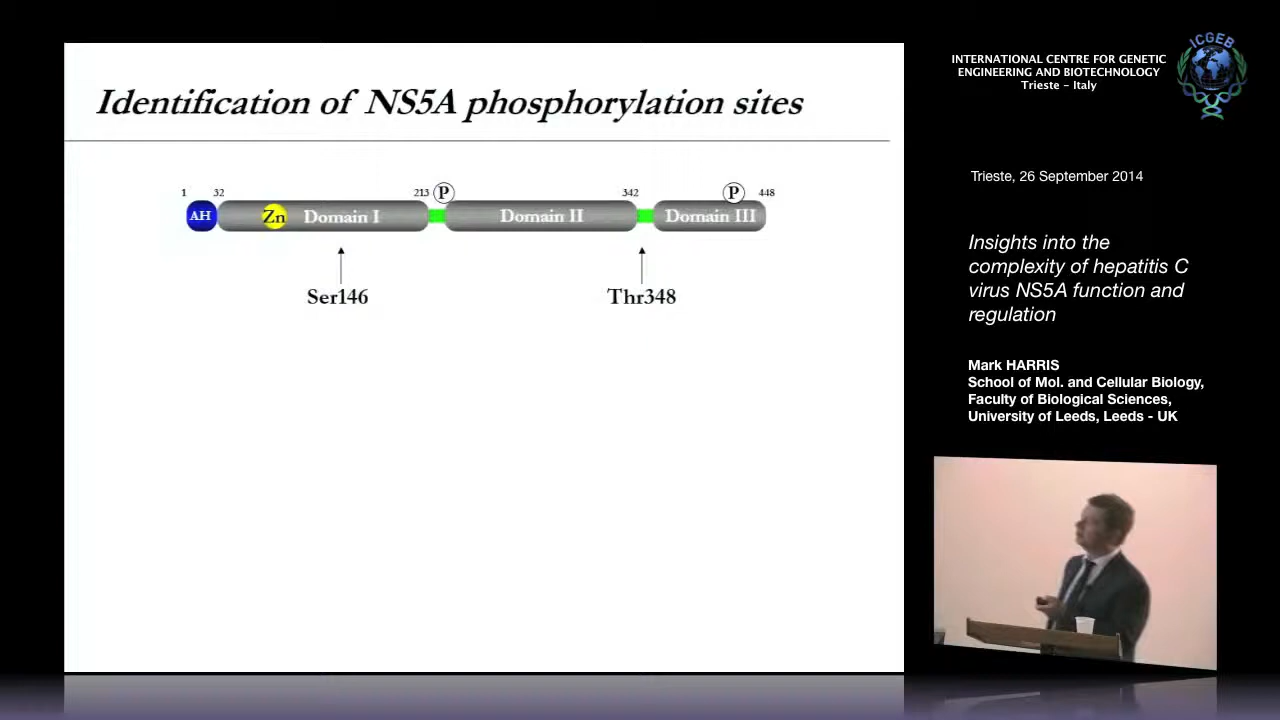 Identification of NS5A phosphorylation sites
1 32 213 P 342 P 448
AH Zn Domain I Domain II Domain III
Ser146 Thr348
ICGEB
INTERNATIONAL CENTRE FOR GENETIC
ENGINEERING AND BIOTECHNOLOGY
Trieste - Italy
Trieste, 26 September 2014
Insights into the
complexity of hepatitis C
virus NS5A function and
regulation
Mark HARRIS
School of Mol. and Cellular Biology,
Faculty of Biological Sciences,
University of Leeds, Leeds - UK